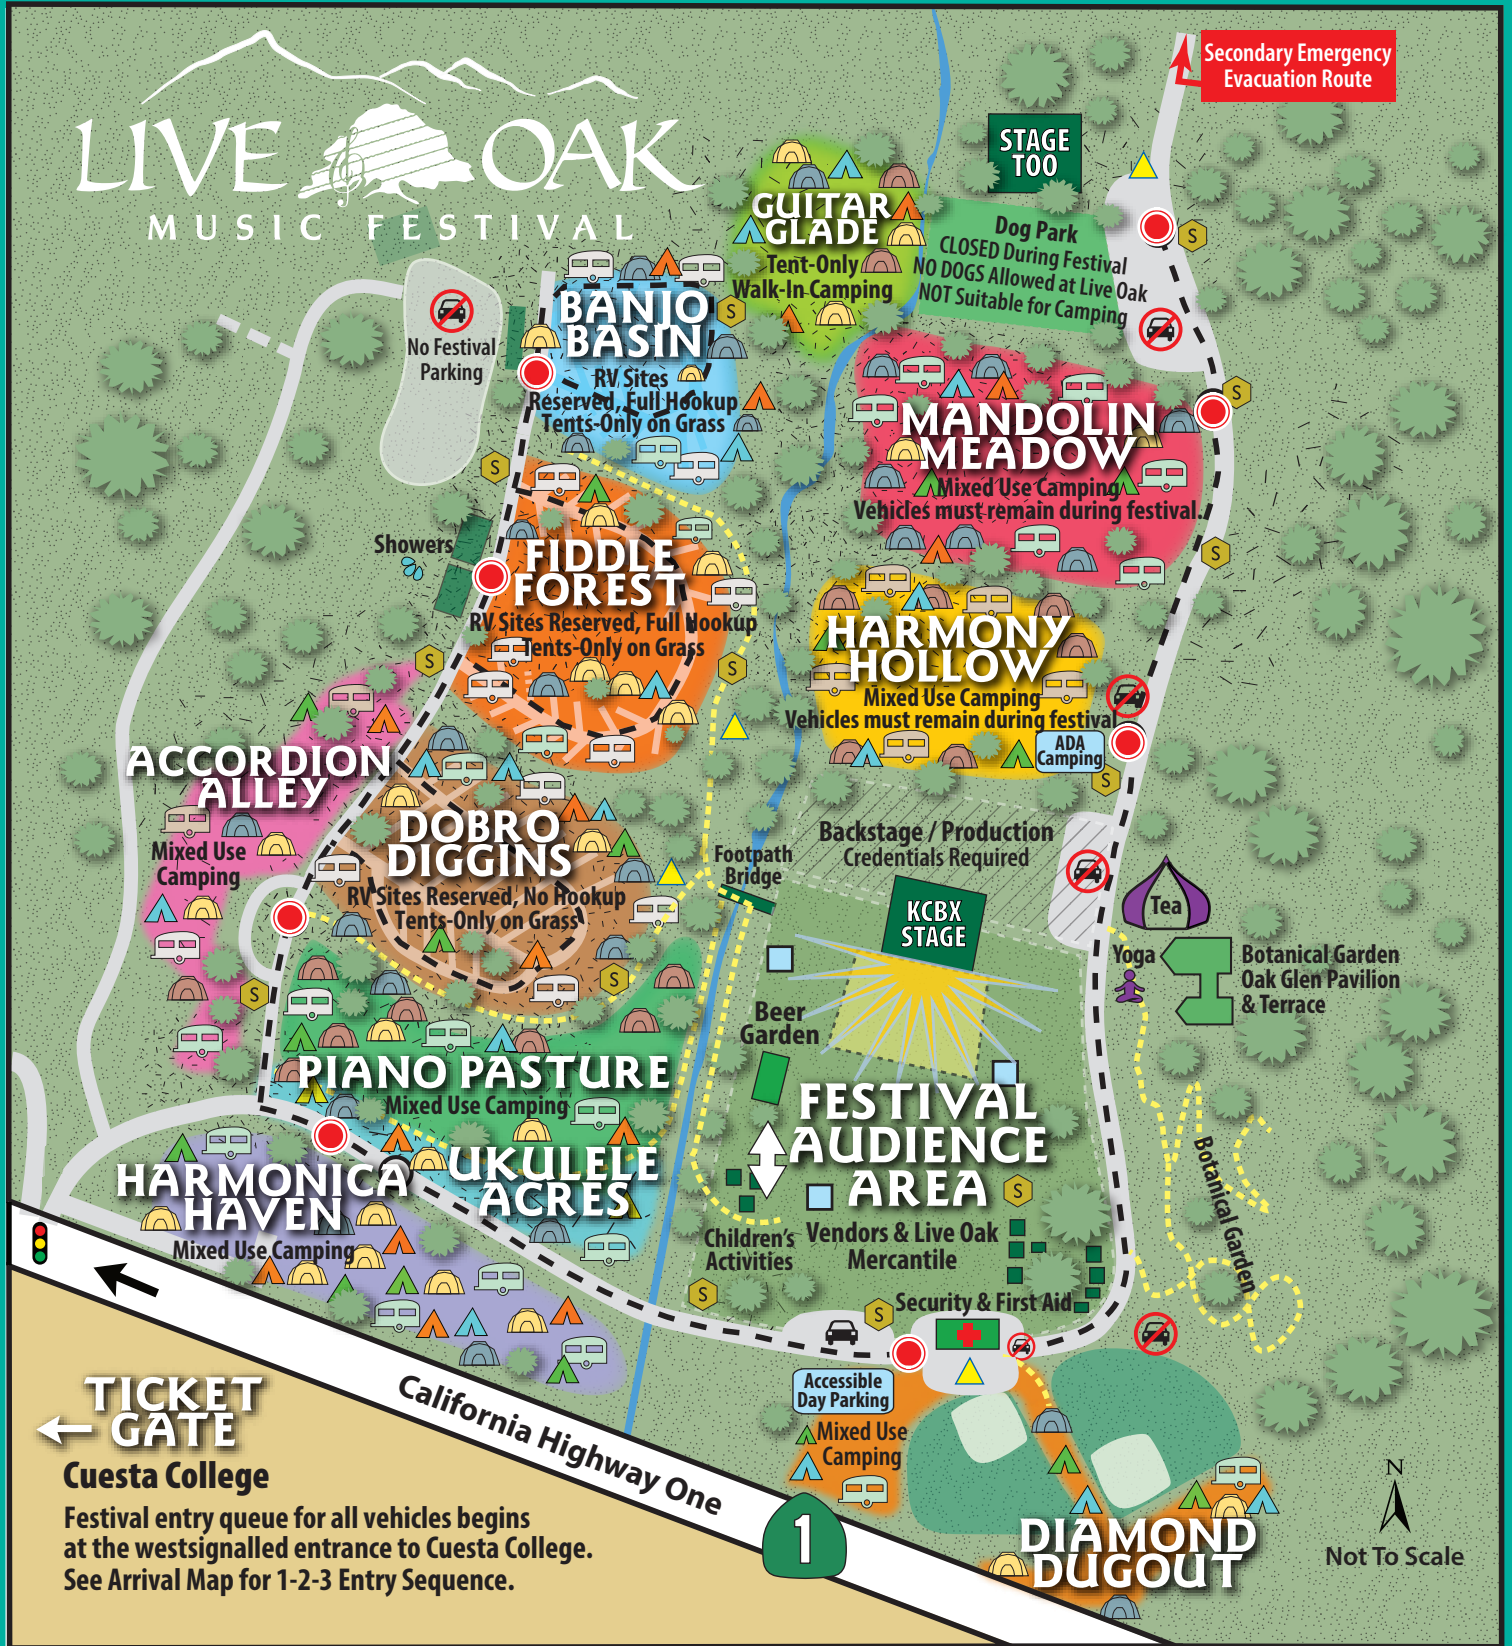 Secondary Emergency
Evacuation Route
LIVE OAK
MUSIC FESTIVAL
STAGE
TOO
S
GUITAR
GLADE
Tent-Only
Walk-In Camping
Dog Park
CLOSED During Festival
NO DOGS Allowed at Live Oak
NOT Suitable for Camping
BANJO
BASIN
RV Sites
Reserved, Full Hookup
Tents-Only on Grass
S
No Festival
Parking
S
MANDOLIN
MEADOW
Mixed Use Camping
Vehicles must remain during festival.
S
S
Showers
FIDDLE
FOREST
RV Sites Reserved, Full Hookup
Tents-Only on Grass
S
S
HARMONY
HOLLOW
Mixed Use Camping
Vehicles must remain during festival
ADA
Camping
S
ACCORDION
ALLEY
Mixed Use
Camping
S
DOBRO
DIGGINS
RV Sites Reserved, No Hookup
Tents-Only on Grass
S
Footpath
Bridge
Backstage / Production
Credentials Required
KCBX
STAGE
Tea
Yoga
Botanical Garden
Oak Glen Pavilion
& Terrace
Beer
Garden
PIANO PASTURE
Mixed Use Camping
FESTIVAL
AUDIENCE
AREA
S
Botanical Garden
UKULELE
ACRES
HARMONICA
HAVEN
Mixed Use Camping
Children's
Activities
Vendors & Live Oak
Mercantile
S
S
Security & First Aid
Accessible
Day Parking
Mixed Use
Camping
TICKET
GATE
Cuesta College
Festival entry queue for all vehicles begins
at the westsignalled entrance to Cuesta College.
See Arrival Map for 1-2-3 Entry Sequence.
California Highway One
1
DIAMOND
DUGOUT
N
Not To Scale